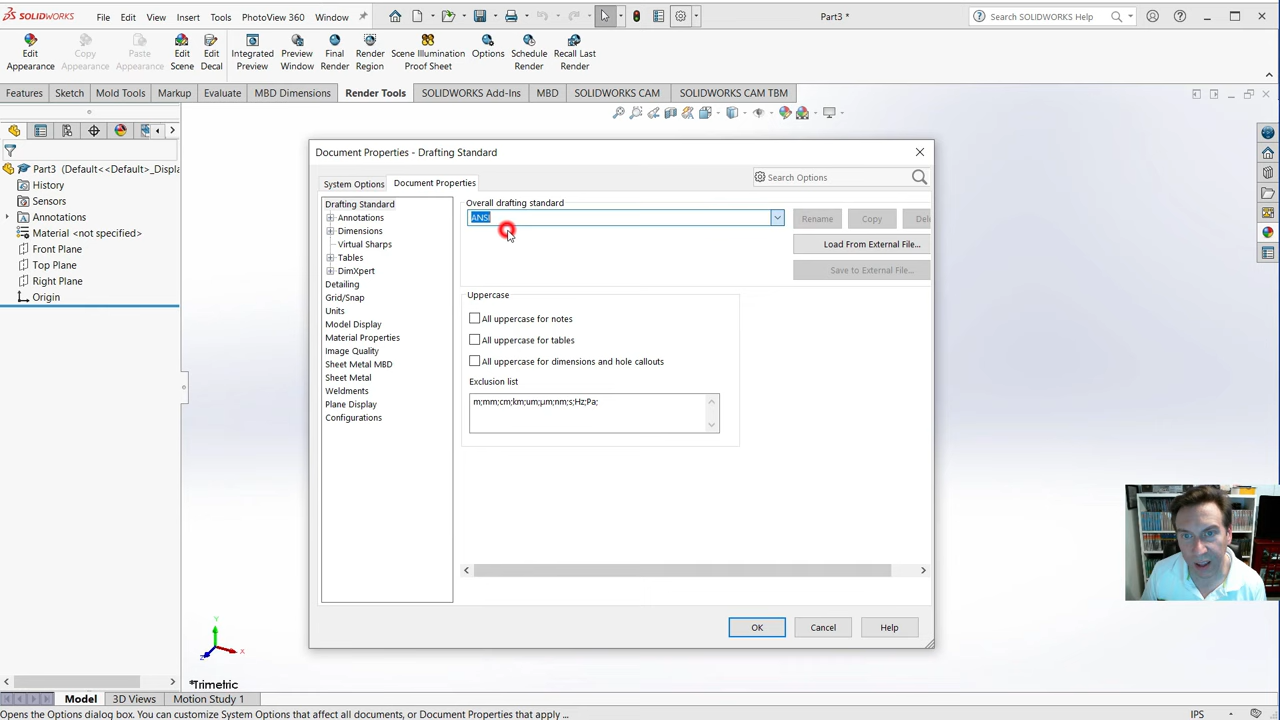 SOLIDWORKS
File
Edit
View
Insert
Tools
PhotoView 360
Window
Part3 *
Search SOLIDWORKS Help
Edit Appearance
Copy Appearance
Paste Appearance
Edit Scene
Edit Decal
Integrated Preview
Preview Window
Final Render
Render Region
Scene Illumination Proof Sheet
Options
Schedule Render
Recall Last Render
Features
Sketch
Mold Tools
Markup
Evaluate
MBD Dimensions
Render Tools
SOLIDWORKS Add-Ins
MBD
SOLIDWORKS CAM
SOLIDWORKS CAM TBM
Part3 (Default<<Default>_Displa
History
Sensors
Annotations
Material <not specified>
Front Plane
Top Plane
Right Plane
Origin
Document Properties - Drafting Standard
System Options
Document Properties
Search Options
Drafting Standard
Annotations
Dimensions
Virtual Sharps
Tables
DimXpert
Detailing
Grid/Snap
Units
Model Display
Material Properties
Image Quality
Sheet Metal MBD
Sheet Metal
Weldments
Plane Display
Configurations
Overall drafting standard
ANSI
Rename
Copy
Del
Load From External File...
Save to External File...
Uppercase
All uppercase for notes
All uppercase for tables
All uppercase for dimensions and hole callouts
Exclusion list
m;mm;cm;km;um;µm;nm;s;Hz;Pa;
OK
Cancel
Help
Y
X
Z
*Trimetric
Model
3D Views
Motion Study 1
Opens the Options dialog box. You can customize System Options that affect all documents, or Document Properties that apply ...
IPS